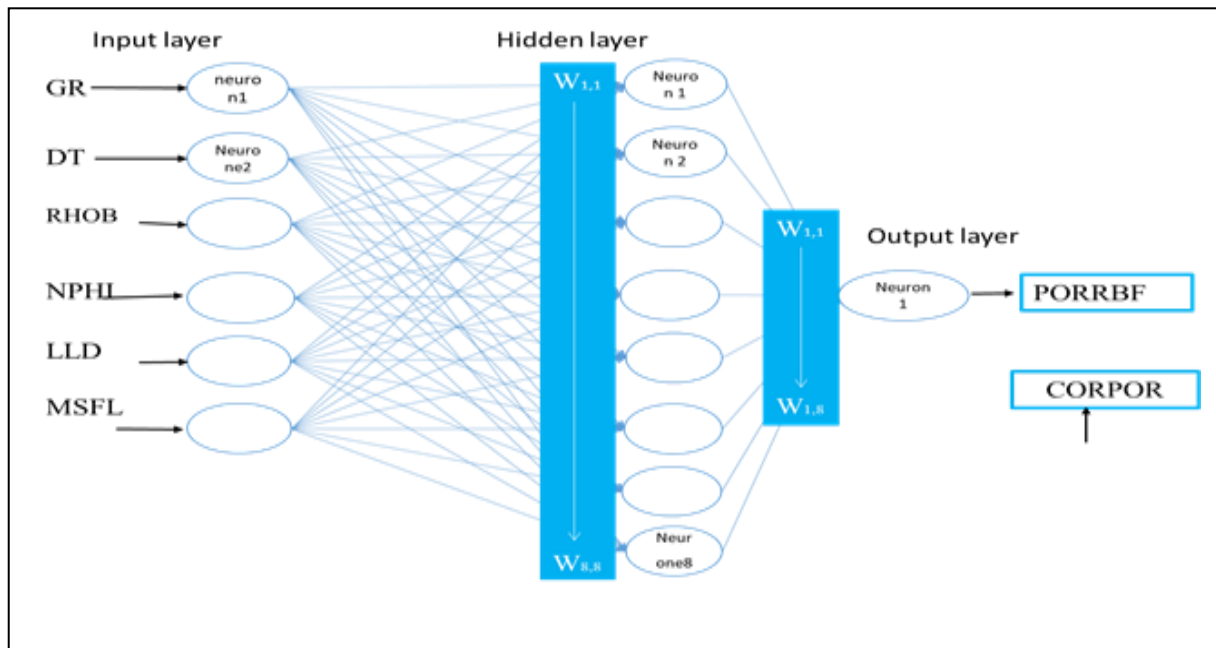 Input layer
Hidden layer
GR
neuro
n1
W1,1
Neuro
n 1
DT
Neuro
ne2
Neuro
n 2
RHOB
W1,1
Output layer
NPHI
Neuron
1
PORRBF
LLD
CORPOR
MSFL
W1,8
W8,8
Neur
one8